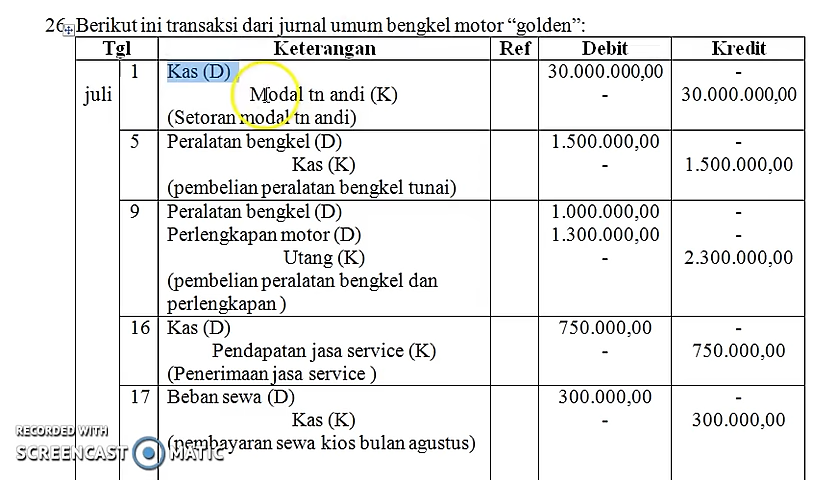 26. Berikut ini transaksi dari jurnal umum bengkel motor “golden”:
Tgl Keterangan Ref Debit Kredit
juli 1 Kas (D) 30.000.000,00 -
Modal tn andi (K) - 30.000.000,00
(Setoran modal tn andi)
5 Peralatan bengkel (D) 1.500.000,00 -
Kas (K) - 1.500.000,00
(pembelian peralatan bengkel tunai)
9 Peralatan bengkel (D) 1.000.000,00 -
Perlengkapan motor (D) 1.300.000,00 -
Utang (K) - 2.300.000,00
(pembelian peralatan bengkel dan
perlengkapan )
16 Kas (D) 750.000,00 -
Pendapatan jasa service (K) - 750.000,00
(Penerimaan jasa service )
17 Beban sewa (D) 300.000,00 -
Kas (K) - 300.000,00
(pembayaran sewa kios bulan agustus)
RECORDED WITH
SCREENCAST MATIC